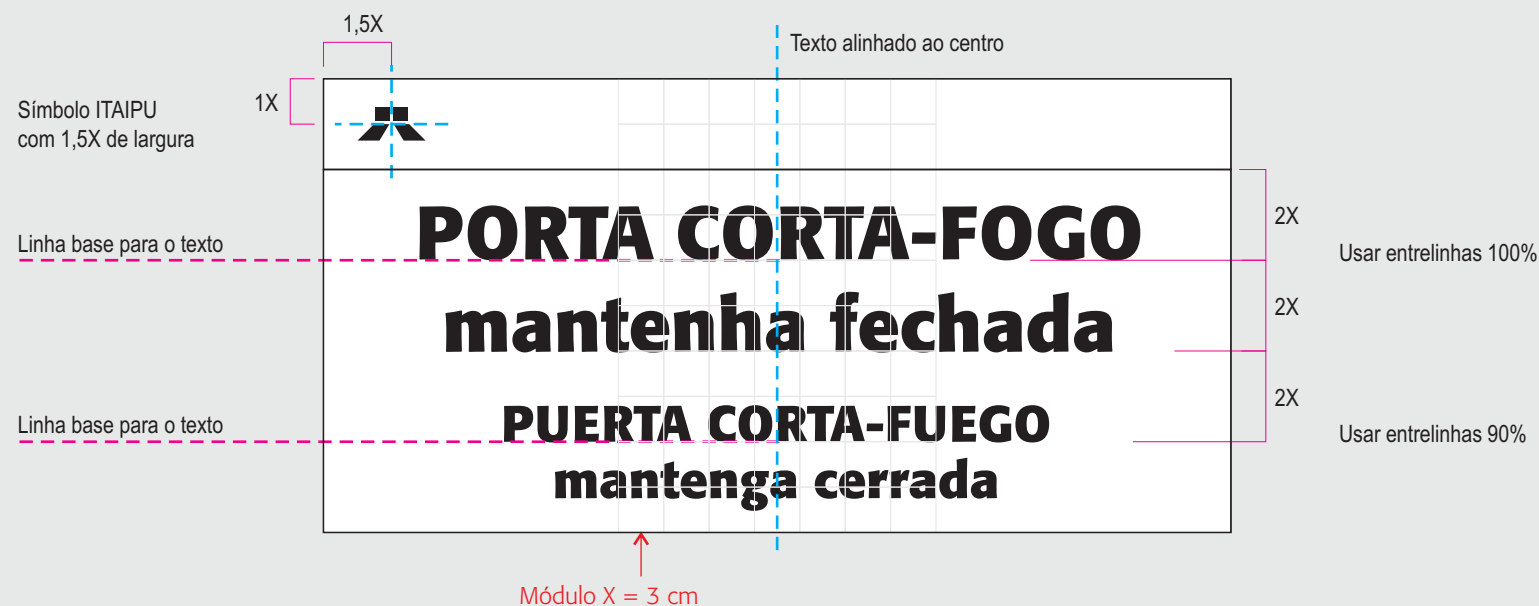 1,5X
Texto alinhado ao centro
1X
Símbolo ITAIPU
com 1,5X de largura
PORTA CORTA-FOGO
2X
Linha base para o texto
Usar entrelinhas 100%
mantenha fechada
2X
PUERTA CORTA-FUEGO
2X
Linha base para o texto
Usar entrelinhas 90%
mantenga cerrada
Módulo X = 3 cm